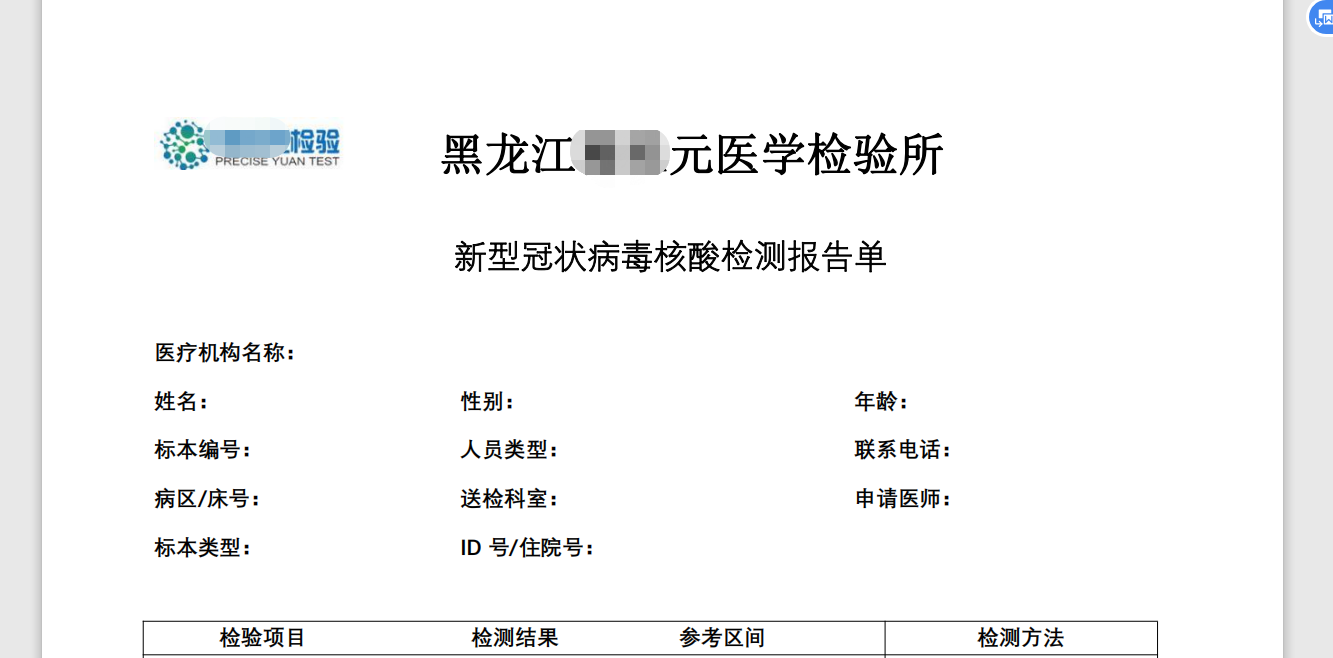 检验
PRECISE YUAN TEST
黑龙江 元医学检验所
新型冠状病毒核酸检测报告单
医疗机构名称：
姓名： 性别： 年龄：
标本编号： 人员类型： 联系电话：
病区/床号： 送检科室： 申请医师：
标本类型： ID 号/住院号：
检验项目 检测结果 参考区间 检测方法